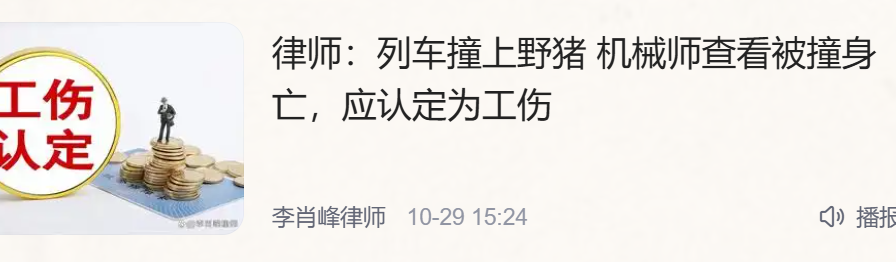 律师：列车撞上野猪 机械师查看被撞身
亡，应认定为工伤
工伤
认定
李肖峰律师 10-29 15:24
播报